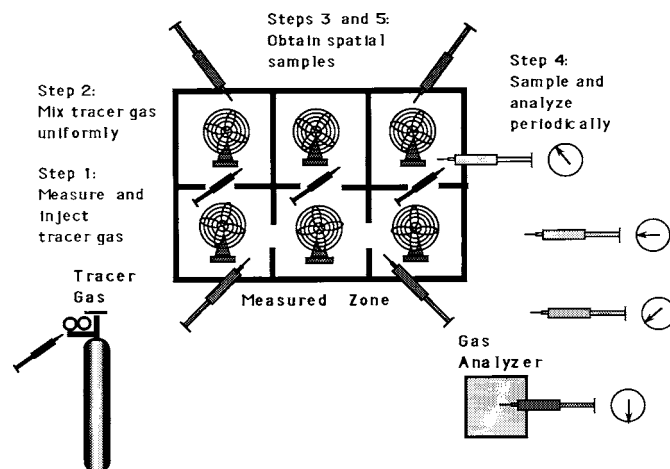 Steps 3 and 5:
Obtain spatial
samples
Step 4:
Sample and
analyze
periodically
Step 2:
Mix tracer gas
uniformly
Step 1:
Measure and
inject
tracer gas
Tracer
Gas
Measured Zone
Gas
Analyzer